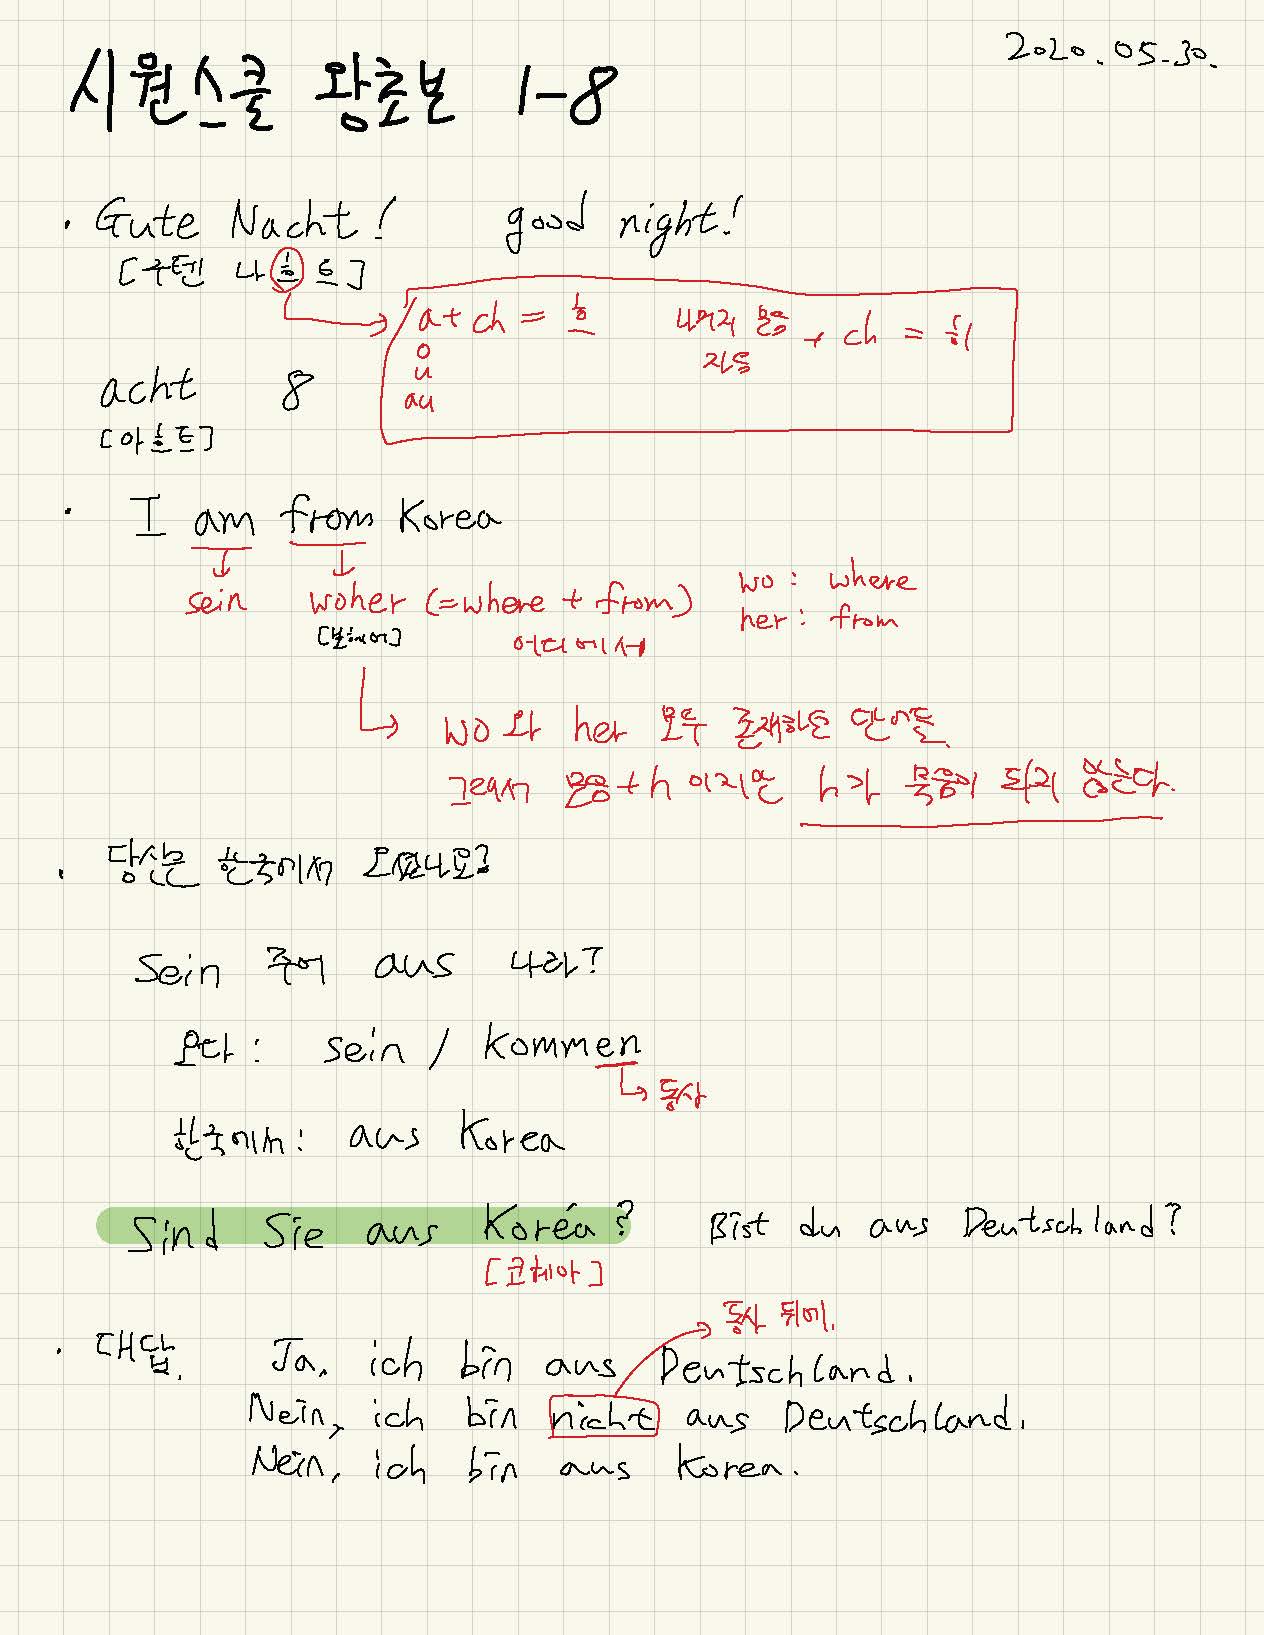 2020.05.30.
시원스쿨 왕초보 1-8
· Gute Nacht! good night!
[구텐 나흐트]
a + ch = 흐 나머지 모음 + ch = 히
o 자음
u
au
acht 8
[아흐트]
· I am from Korea
sein woher (=where + from) wo : where
[보헤어] 어디에서 her : from
wo 와 her 모두 존재하는 단어들.
그래서 모음+h 이지만 h가 묵음이 되지 않는다.
· 당신은 한국에서 오셨나요?
Sein 주어 aus 나라?
오다 : sein / kommen
동사
한국에서 : aus Korea
Sind Sie aus Koréa? Bist du aus Deutschland?
[코레아]
동사 뒤에.
· 대답. Ja, ich bin aus Deutschland.
Nein, ich bin nicht aus Deutschland.
Nein, ich bin aus Korea.